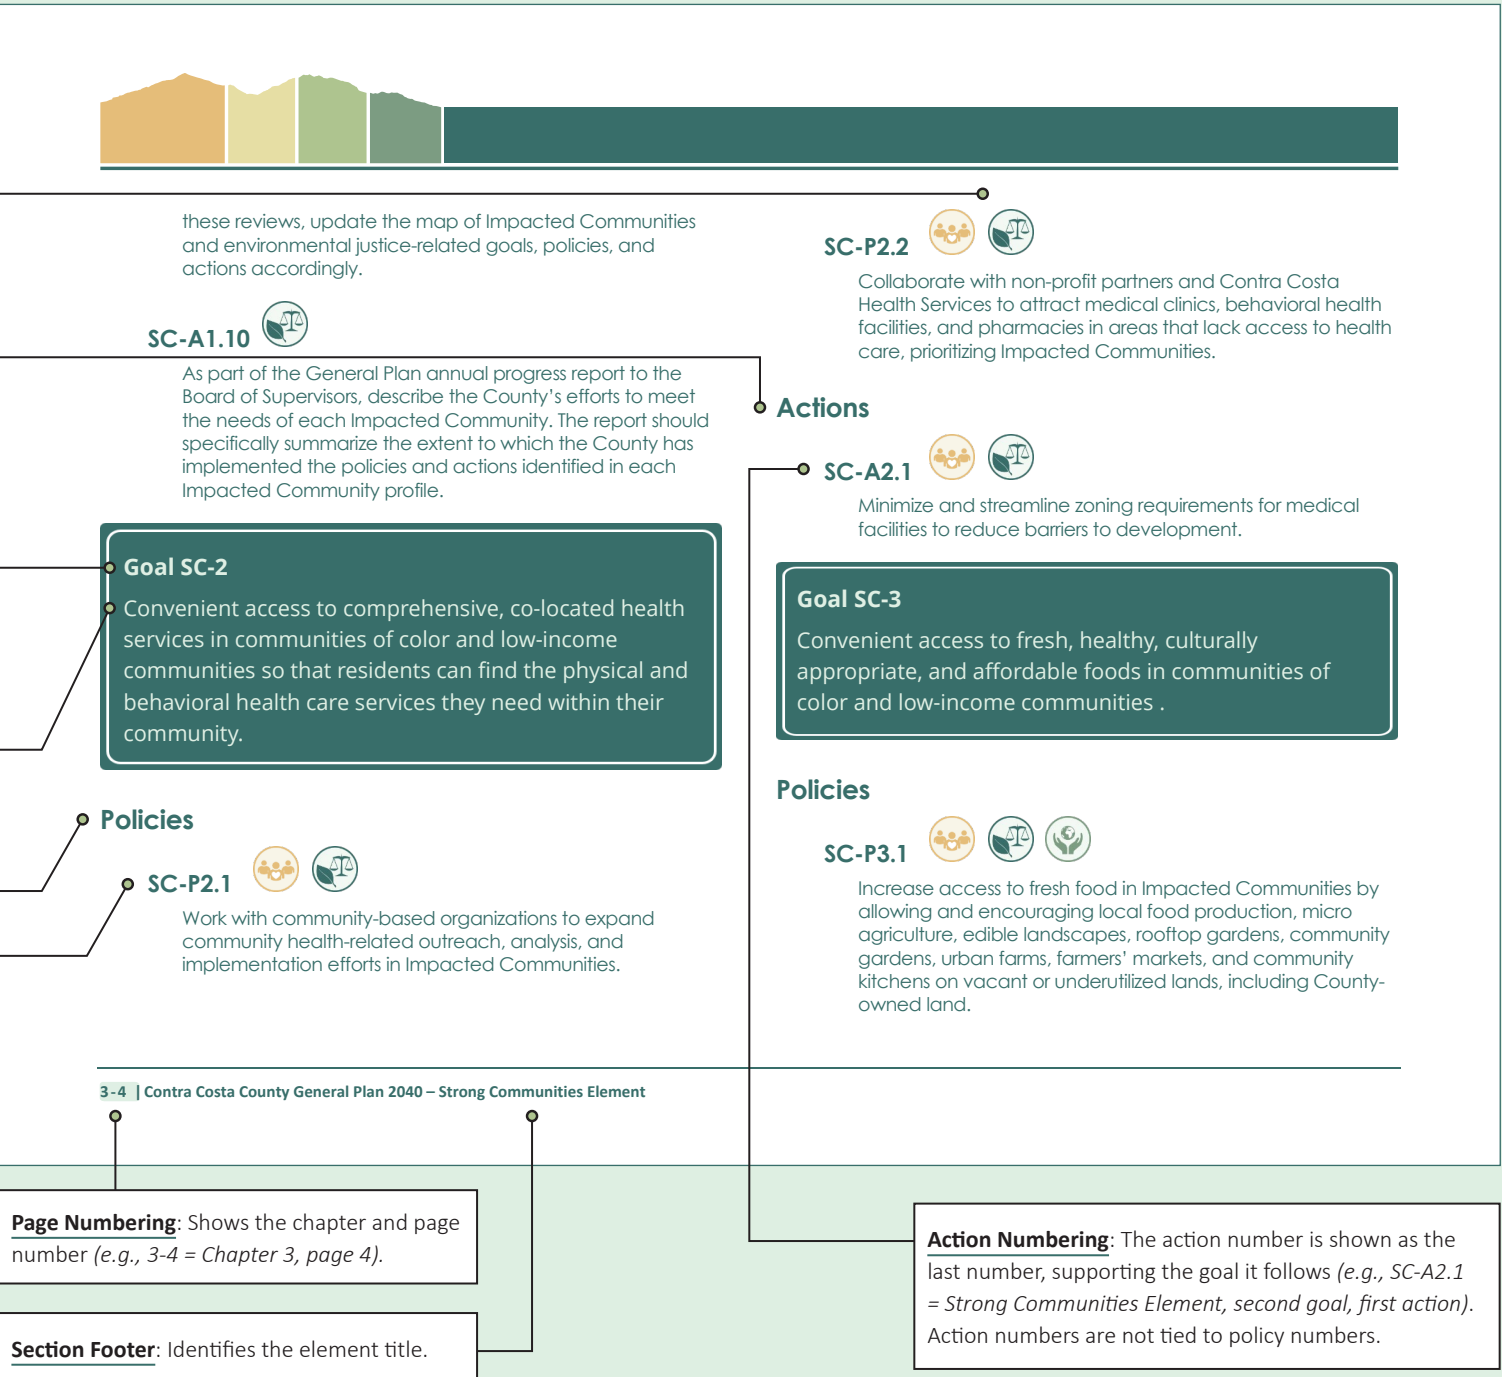 these reviews, update the map of Impacted Communities
and environmental justice-related goals, policies, and
actions accordingly.
SC-A1.10
As part of the General Plan annual progress report to the
Board of Supervisors, describe the County’s efforts to meet
the needs of each Impacted Community. The report should
specifically summarize the extent to which the County has
implemented the policies and actions identified in each
Impacted Community profile.
Goal SC-2
Convenient access to comprehensive, co-located health
services in communities of color and low-income
communities so that residents can find the physical and
behavioral health care services they need within their
community.
Policies
SC-P2.1
Work with community-based organizations to expand
community health-related outreach, analysis, and
implementation efforts in Impacted Communities.
SC-P2.2
Collaborate with non-profit partners and Contra Costa
Health Services to attract medical clinics, behavioral health
facilities, and pharmacies in areas that lack access to health
care, prioritizing Impacted Communities.
Actions
SC-A2.1
Minimize and streamline zoning requirements for medical
facilities to reduce barriers to development.
Goal SC-3
Convenient access to fresh, healthy, culturally
appropriate, and affordable foods in communities of
color and low-income communities .
Policies
SC-P3.1
Increase access to fresh food in Impacted Communities by
allowing and encouraging local food production, micro
agriculture, edible landscapes, rooftop gardens, community
gardens, urban farms, farmers’ markets, and community
kitchens on vacant or underutilized lands, including County-
owned land.
3-4 | Contra Costa County General Plan 2040 – Strong Communities Element
Page Numbering: Shows the chapter and page
number (e.g., 3-4 = Chapter 3, page 4).
Section Footer: Identifies the element title.
Action Numbering: The action number is shown as the
last number, supporting the goal it follows (e.g., SC-A2.1
= Strong Communities Element, second goal, first action).
Action numbers are not tied to policy numbers.